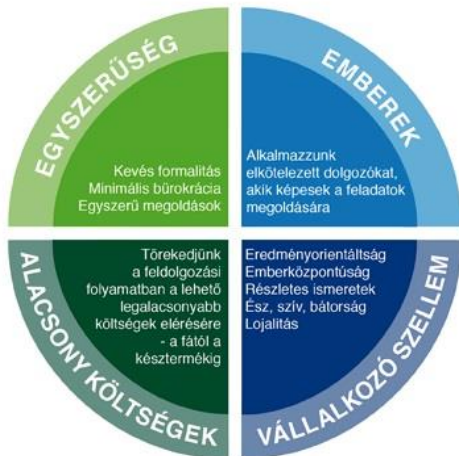 EGYSZERŰSÉG
Kevés formalitás
Minimális bürokrácia
Egyszerű megoldások
EMBEREK
Alkalmazzunk
elkötelezett dolgozókat,
akik képesek a feladatok
megoldására
ALACSONY KÖLTSÉGEK
Törekedjünk
a feldolgozási
folyamatban a lehető
legalacsonyabb
költségek elérésére
- a fától a
késztermékig
VÁLLALKOZÓ SZELLEM
Eredményorientáltság
Emberközpontúság
Részletes ismeretek
Ész, szív, bátorság
Lojalitás